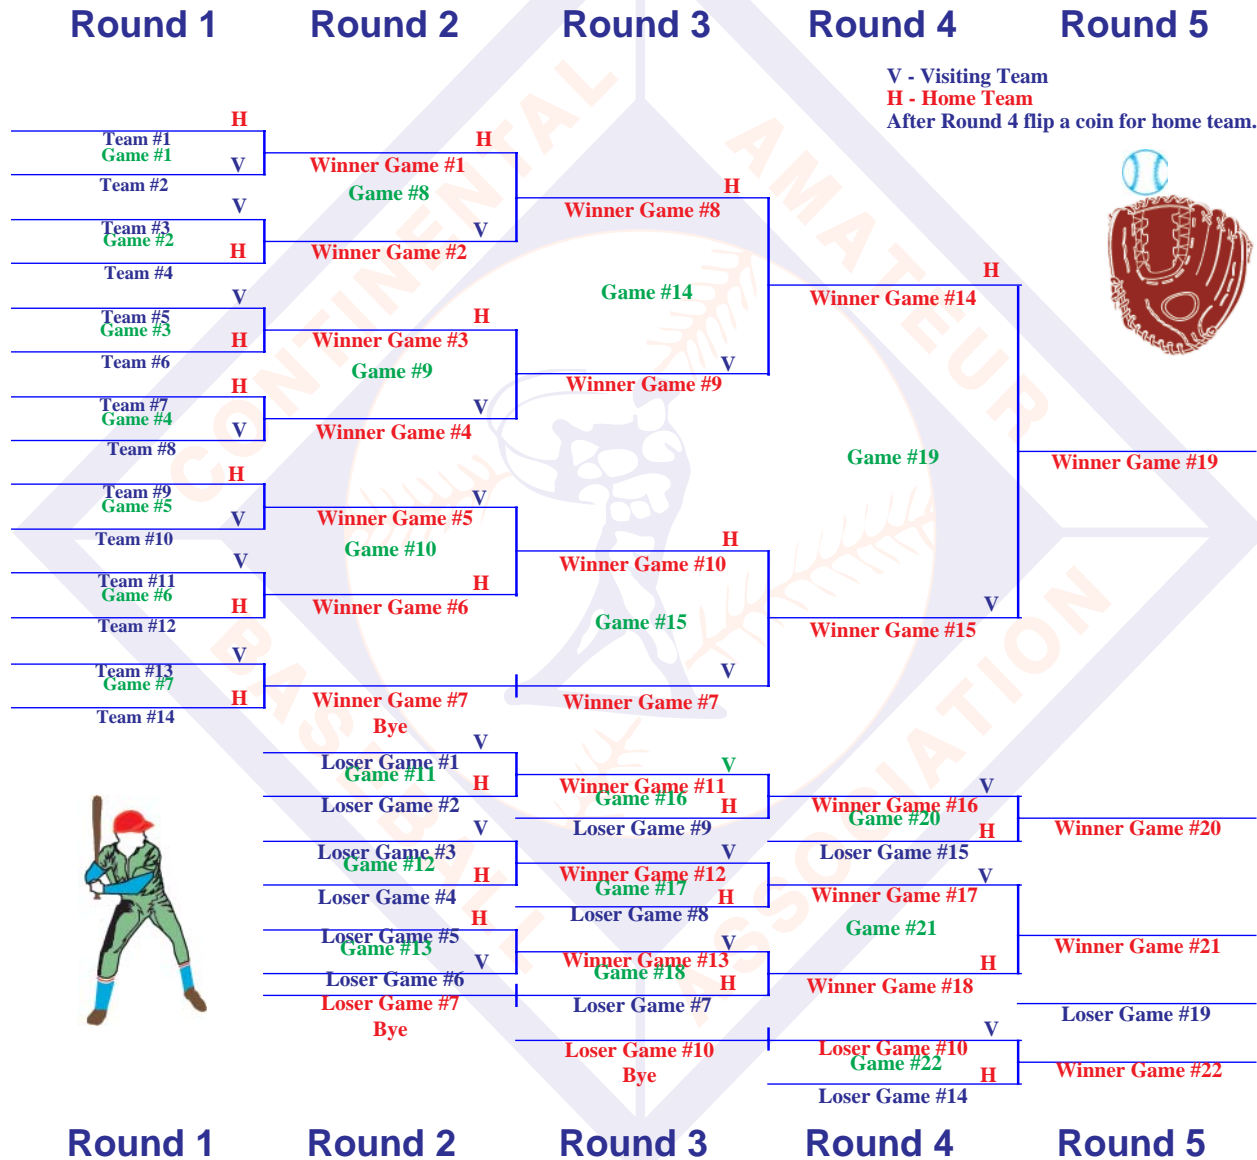 Round 1 Round 2 Round 3 Round 4 Round 5
V - Visiting Team
H - Home Team
After Round 4 flip a coin for home team.
H
Team #1
Game #1
V
Team #2
V
Team #3
Game #2
H
Team #4
V
Team #5
Game #3
H
Team #6
H
Team #7
Game #4
V
Team #8
H
Team #9
Game #5
V
Team #10
V
Team #11
Game #6
H
Team #12
V
Team #13
Game #7
H
Team #14
H
Winner Game #1
Game #8
V
Winner Game #2
H
Winner Game #3
Game #9
V
Winner Game #4
V
Winner Game #5
Game #10
H
Winner Game #6
Winner Game #7
Bye
V
Loser Game #1
Game #11
H
Loser Game #2
V
Loser Game #3
Game #12
H
Loser Game #4
H
Loser Game #5
Game #13
V
Loser Game #6
Loser Game #7
Bye
H
Winner Game #8
Game #14
V
Winner Game #9
H
Winner Game #10
Game #15
V
Winner Game #7
V
Winner Game #11
Game #16
H
Loser Game #9
V
Winner Game #12
Game #17
H
Loser Game #8
V
Winner Game #13
Game #18
H
Loser Game #7
Loser Game #10
Bye
H
Winner Game #14
Game #19
V
Winner Game #15
V
Winner Game #16
Game #20
H
Loser Game #15
V
Winner Game #17
Game #21
H
Winner Game #18
V
Loser Game #10
Game #22
H
Loser Game #14
Winner Game #19
Winner Game #20
Winner Game #21
Loser Game #19
Winner Game #22
CONTINENTAL
AMATEUR
BASEBALL
ASSOCIATION
Round 1 Round 2 Round 3 Round 4 Round 5